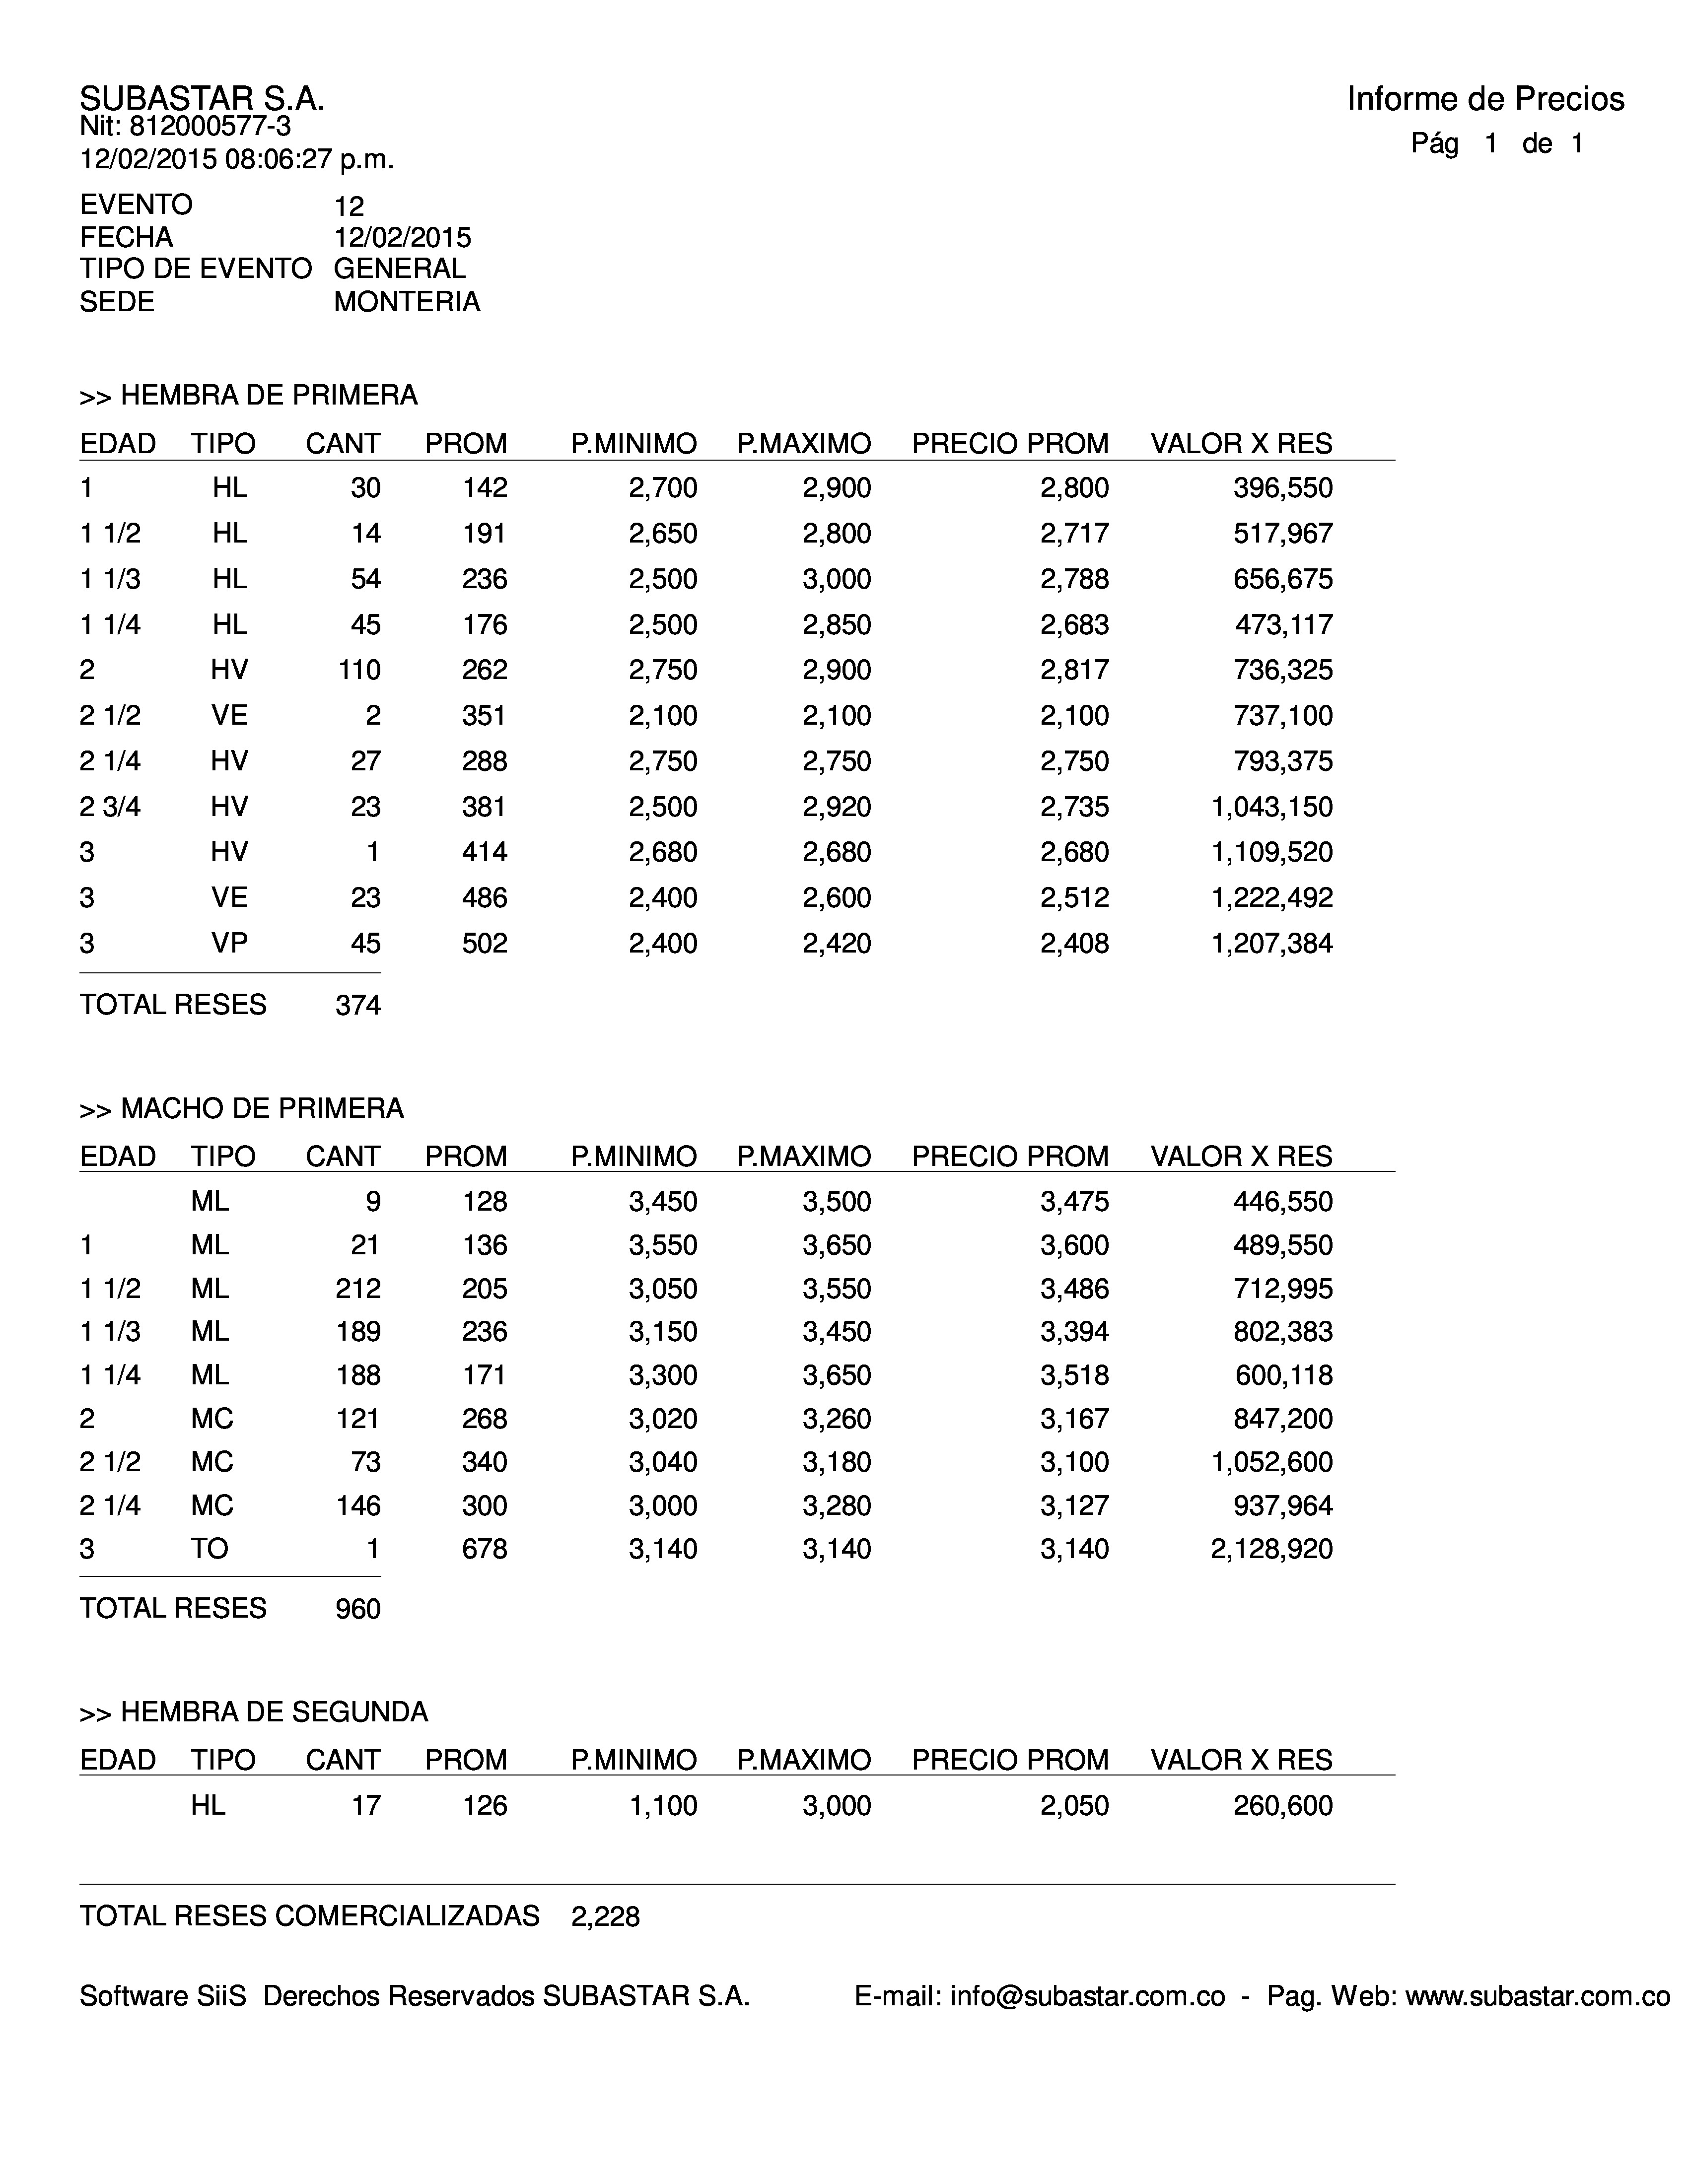 SUBASTAR S.A. Informe de Precios
Nit: 812000577-3
12/02/2015 08:06:27 p.m. Pág 1 de 1
EVENTO 12
FECHA 12/02/2015
TIPO DE EVENTO GENERAL
SEDE MONTERIA
>> HEMBRA DE PRIMERA
EDAD TIPO CANT PROM P.MINIMO P.MAXIMO PRECIO PROM VALOR X RES
1 HL 30 142 2,700 2,900 2,800 396,550
1 1/2 HL 14 191 2,650 2,800 2,717 517,967
1 1/3 HL 54 236 2,500 3,000 2,788 656,675
1 1/4 HL 45 176 2,500 2,850 2,683 473,117
2 HV 110 262 2,750 2,900 2,817 736,325
2 1/2 VE 2 351 2,100 2,100 2,100 737,100
2 1/4 HV 27 288 2,750 2,750 2,750 793,375
2 3/4 HV 23 381 2,500 2,920 2,735 1,043,150
3 HV 1 414 2,680 2,680 2,680 1,109,520
3 VE 23 486 2,400 2,600 2,512 1,222,492
3 VP 45 502 2,400 2,420 2,408 1,207,384
TOTAL RESES 374
>> MACHO DE PRIMERA
EDAD TIPO CANT PROM P.MINIMO P.MAXIMO PRECIO PROM VALOR X RES
ML 9 128 3,450 3,500 3,475 446,550
1 ML 21 136 3,550 3,650 3,600 489,550
1 1/2 ML 212 205 3,050 3,550 3,486 712,995
1 1/3 ML 189 236 3,150 3,450 3,394 802,383
1 1/4 ML 188 171 3,300 3,650 3,518 600,118
2 MC 121 268 3,020 3,260 3,167 847,200
2 1/2 MC 73 340 3,040 3,180 3,100 1,052,600
2 1/4 MC 146 300 3,000 3,280 3,127 937,964
3 TO 1 678 3,140 3,140 3,140 2,128,920
TOTAL RESES 960
>> HEMBRA DE SEGUNDA
EDAD TIPO CANT PROM P.MINIMO P.MAXIMO PRECIO PROM VALOR X RES
HL 17 126 1,100 3,000 2,050 260,600
TOTAL RESES COMERCIALIZADAS 2,228
Software SiiS Derechos Reservados SUBASTAR S.A. E-mail: info@subastar.com.co - Pag. Web: www.subastar.com.co